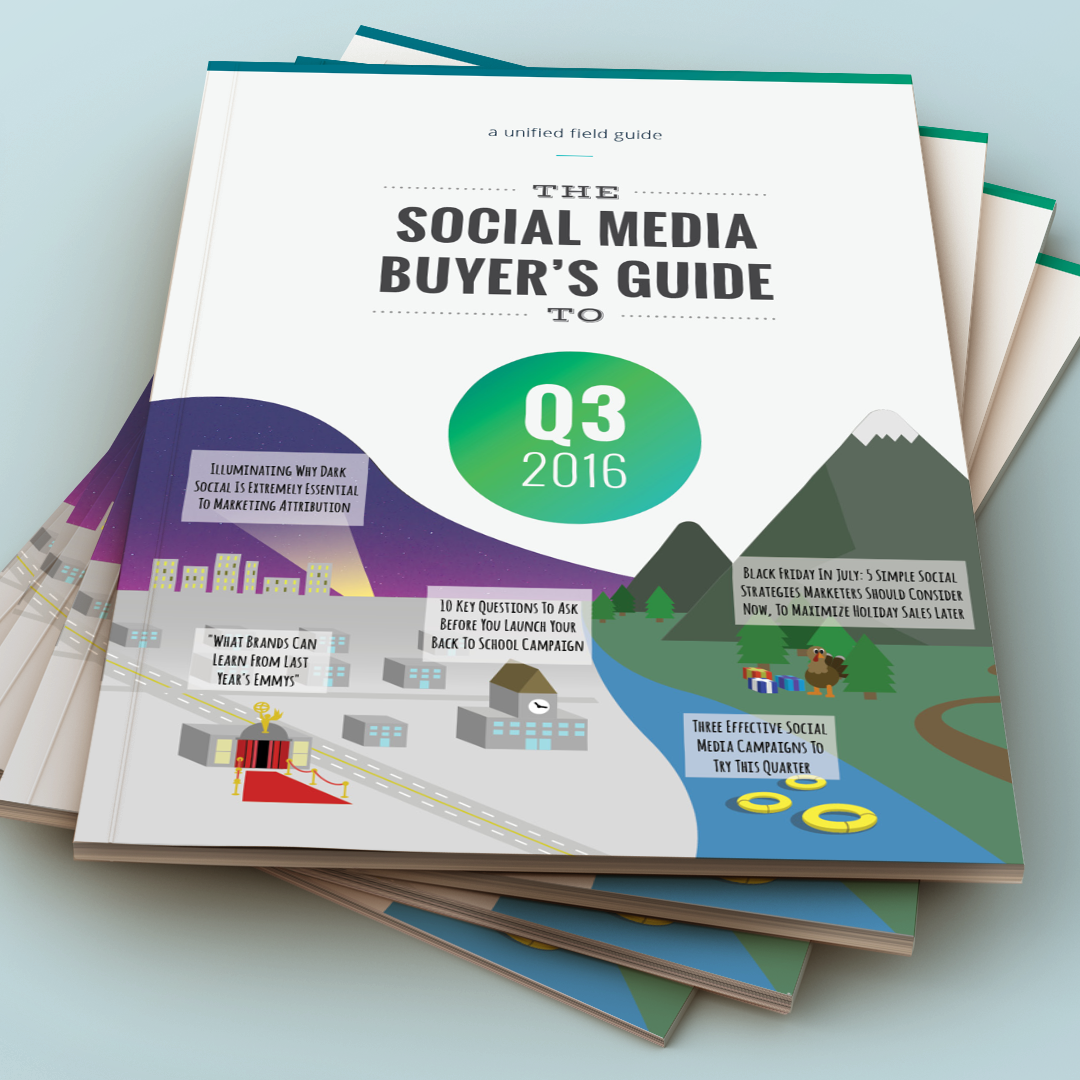 a unified field guide
THE
SOCIAL MEDIA
BUYER'S GUIDE
TO
Q3
2016
Illuminating Why Dark
Social Is Extremely Essential
To Marketing Attribution
10 Key Questions To Ask
Before You Launch Your
Back To School Campaign
Black Friday In July: 5 Simple Social
Strategies Marketers Should Consider
Now, To Maximize Holiday Sales Later
"What Brands Can
Learn From Last
Year's Emmys"
Three Effective Social
Media Campaigns To
Try This Quarter